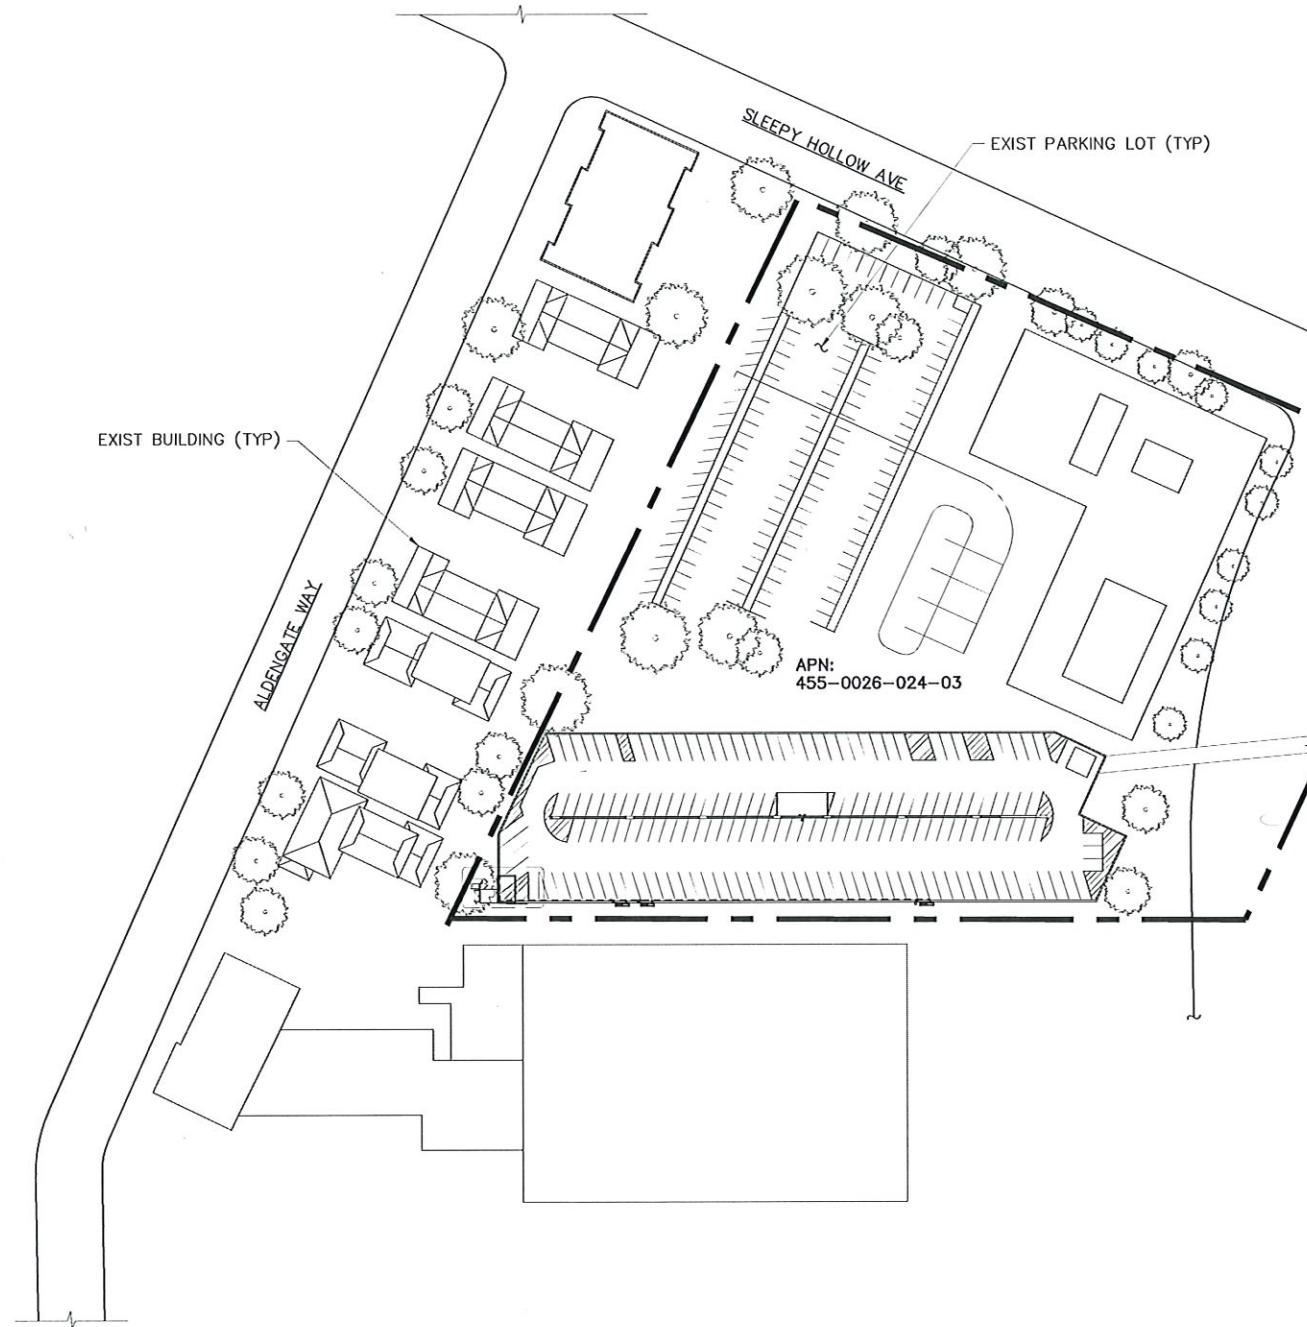 SLEEPY HOLLOW AVE
EXIST PARKING LOT (TYP)
EXIST BUILDING (TYP)
ALDENGATE WAY
APN:
455-0026-024-03